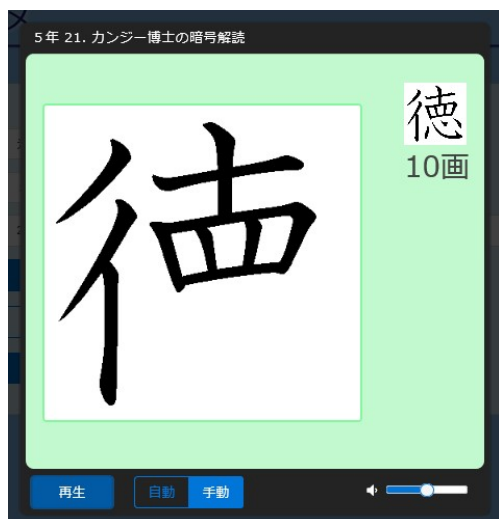 5年 21. カンジー博士の暗号解読
徳
10画
再生
自動
手動